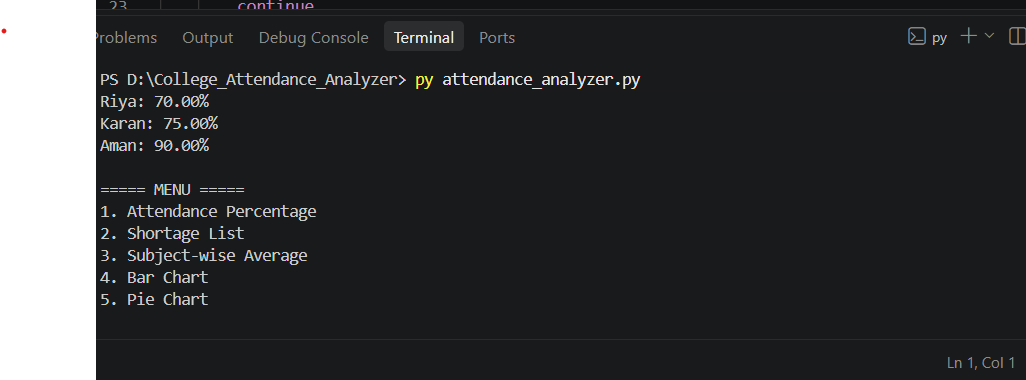 23 continue
Problems Output Debug Console Terminal Ports py
PS D:\College_Attendance_Analyzer> py attendance_analyzer.py
Riya: 70.00%
Karan: 75.00%
Aman: 90.00%
===== MENU =====
1. Attendance Percentage
2. Shortage List
3. Subject-wise Average
4. Bar Chart
5. Pie Chart
Ln 1, Col 1